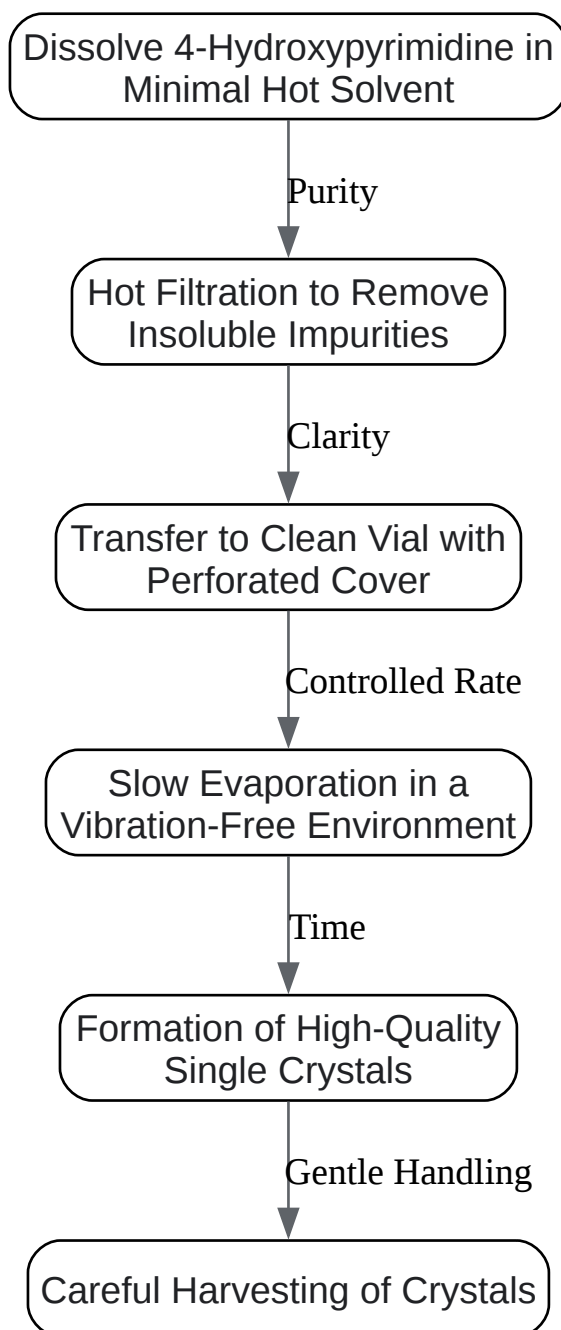 Dissolve 4-Hydroxypyrimidine in
Minimal Hot Solvent
Purity
Hot Filtration to Remove
Insoluble Impurities
Clarity
Transfer to Clean Vial with
Perforated Cover
Controlled Rate
Slow Evaporation in a
Vibration-Free Environment
Time
Formation of High-Quality
Single Crystals
Gentle Handling
Careful Harvesting of Crystals